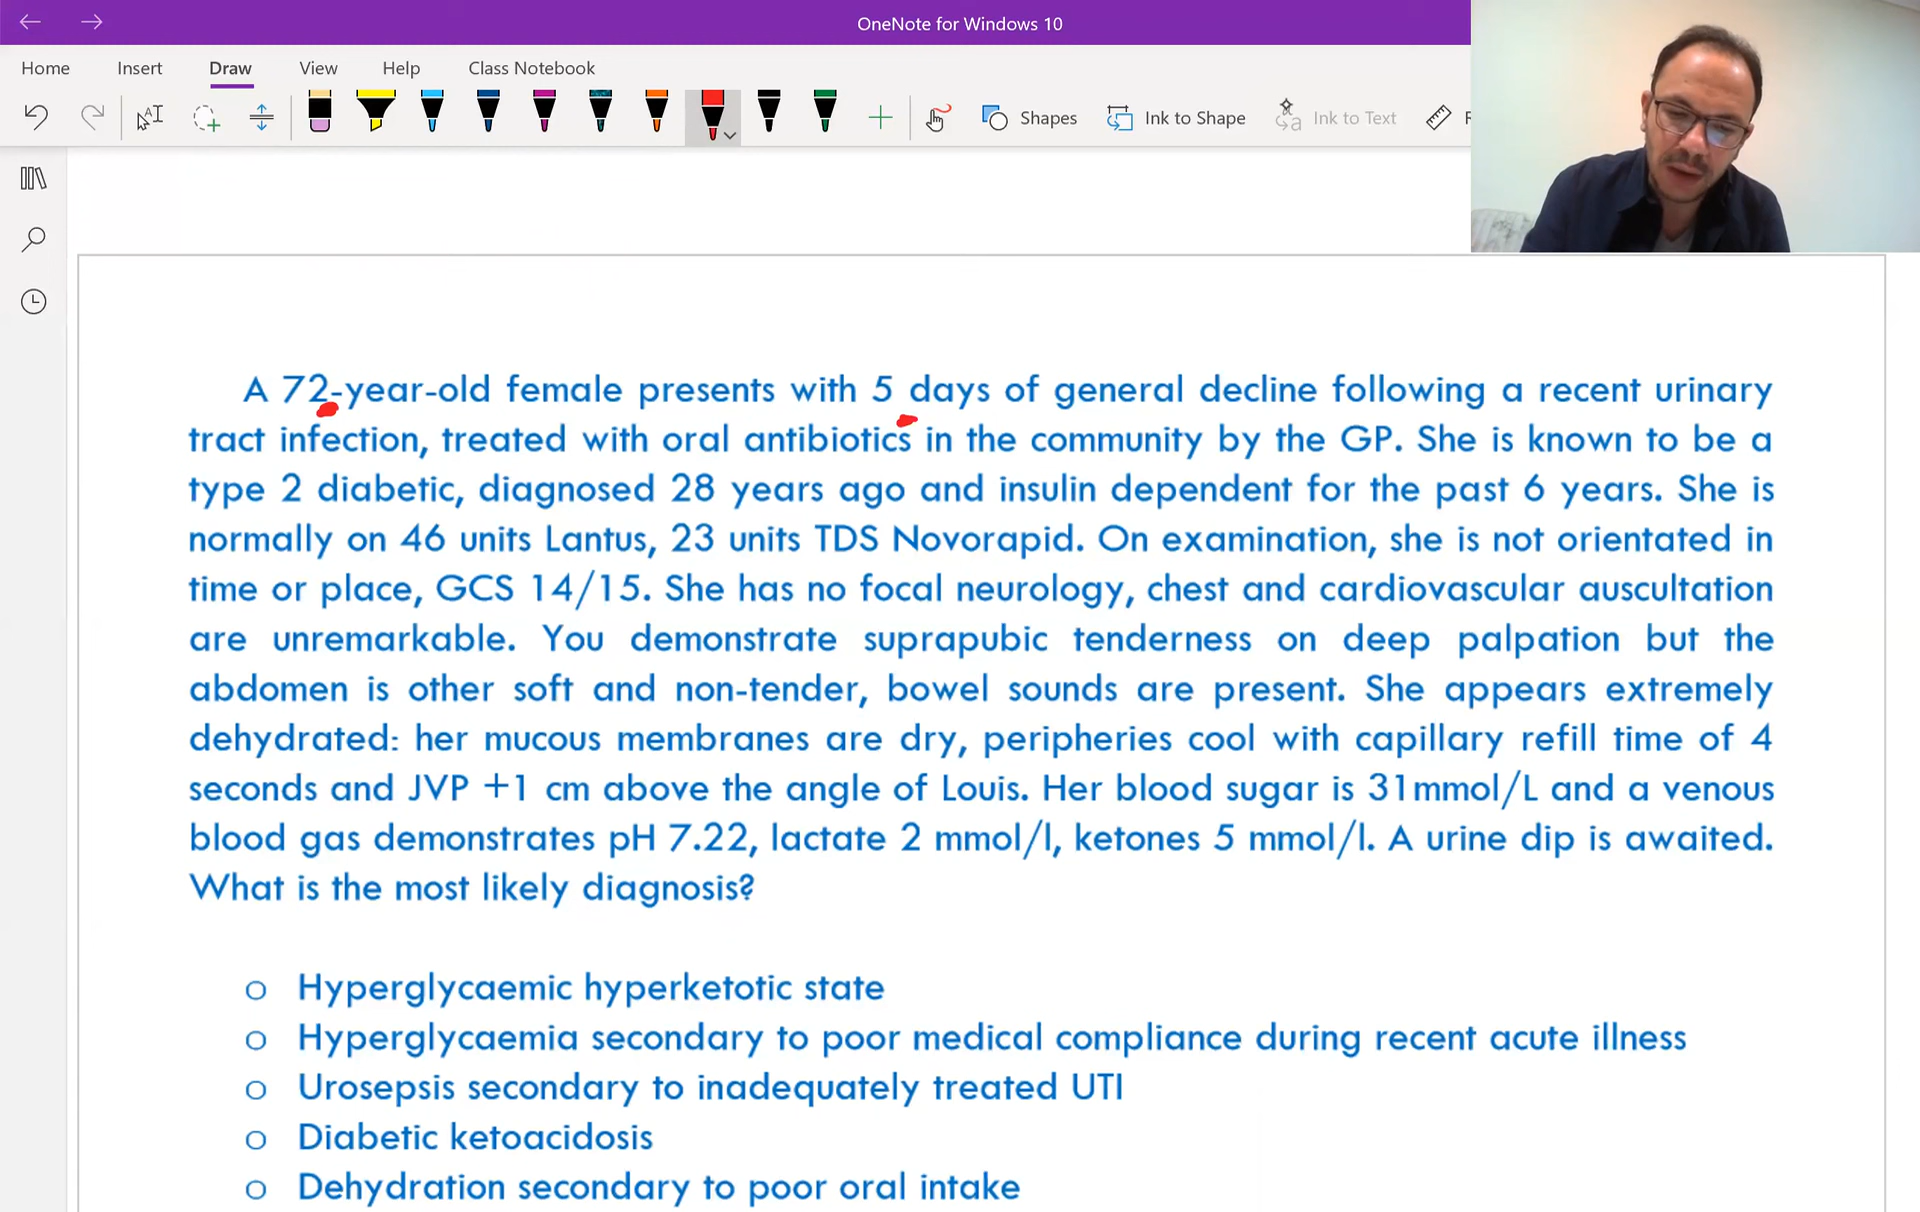 OneNote for Windows 10
Home Insert Draw View Help Class Notebook
Shapes Ink to Shape Ink to Text
A 72-year-old female presents with 5 days of general decline following a recent urinary
tract infection, treated with oral antibiotics in the community by the GP. She is known to be a
type 2 diabetic, diagnosed 28 years ago and insulin dependent for the past 6 years. She is
normally on 46 units Lantus, 23 units TDS Novorapid. On examination, she is not orientated in
time or place, GCS 14/15. She has no focal neurology, chest and cardiovascular auscultation
are unremarkable. You demonstrate suprapubic tenderness on deep palpation but the
abdomen is other soft and non-tender, bowel sounds are present. She appears extremely
dehydrated: her mucous membranes are dry, peripheries cool with capillary refill time of 4
seconds and JVP +1 cm above the angle of Louis. Her blood sugar is 31mmol/L and a venous
blood gas demonstrates pH 7.22, lactate 2 mmol/l, ketones 5 mmol/l. A urine dip is awaited.
What is the most likely diagnosis?
o Hyperglycaemic hyperketotic state
o Hyperglycaemia secondary to poor medical compliance during recent acute illness
o Urosepsis secondary to inadequately treated UTI
o Diabetic ketoacidosis
o Dehydration secondary to poor oral intake